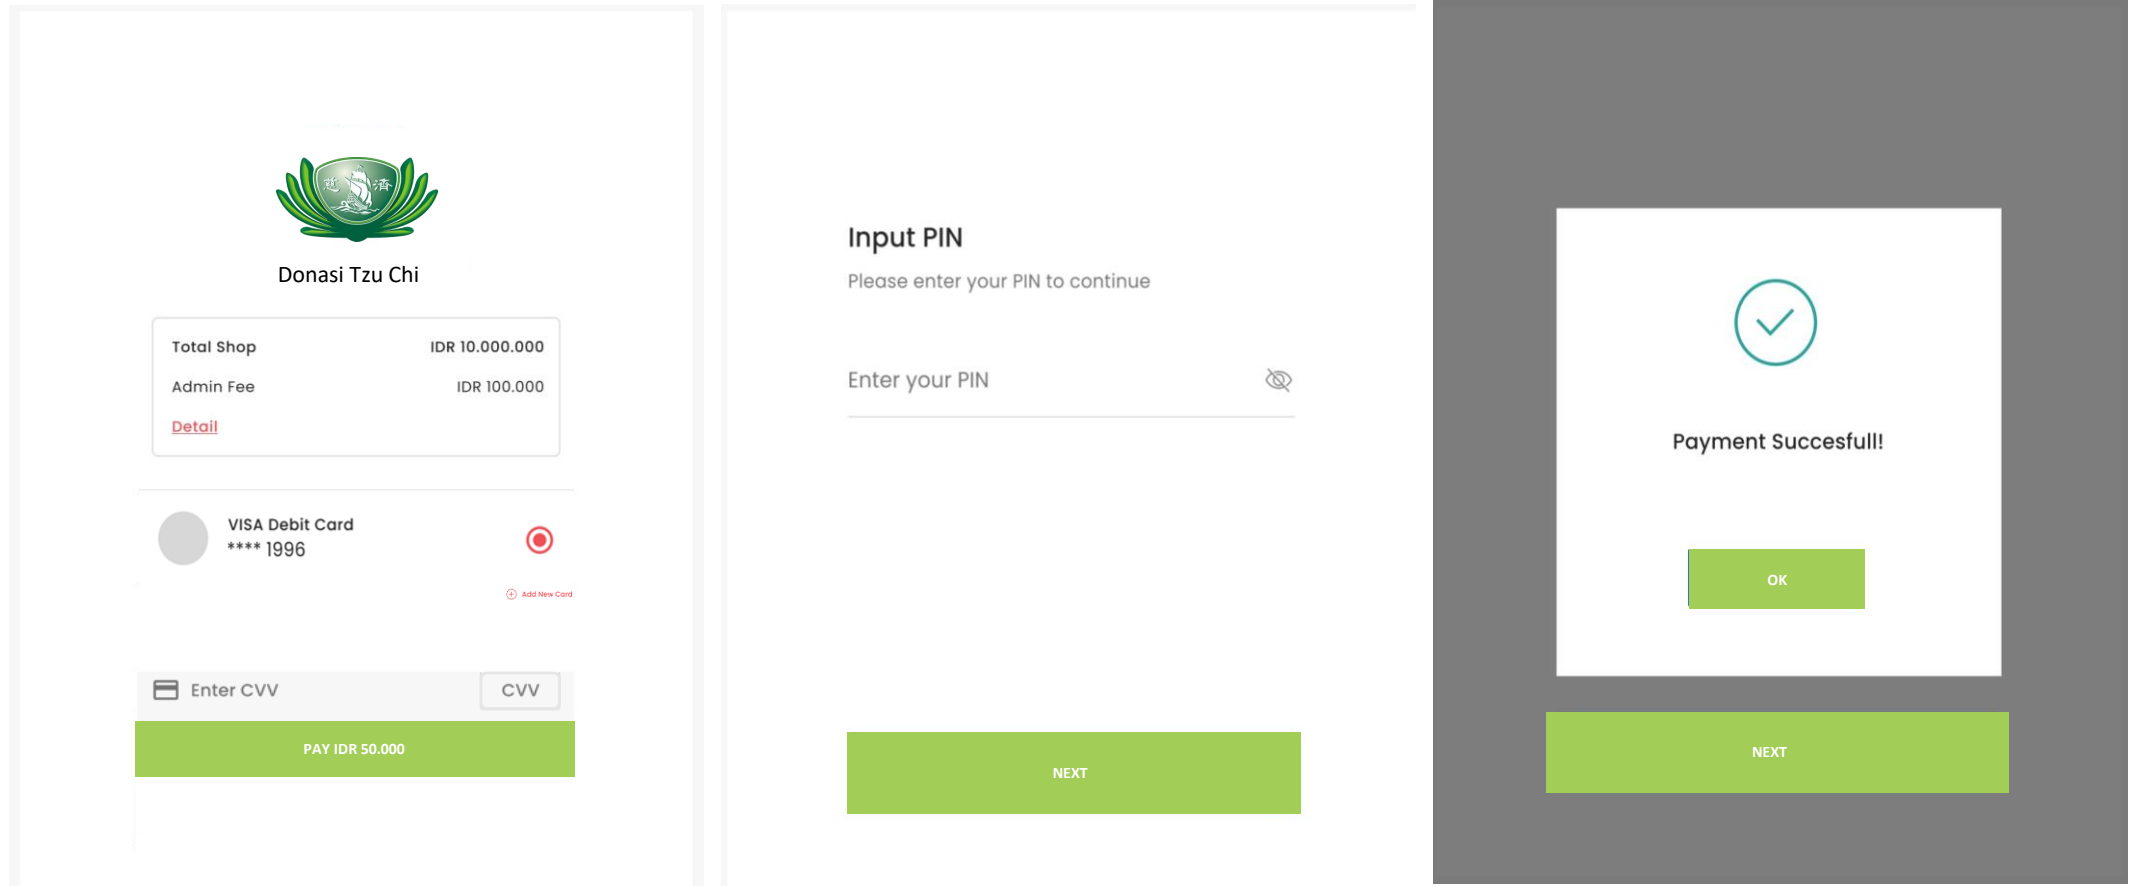 慈 濟
Donasi Tzu Chi
Total Shop IDR 10.000.000
Admin Fee IDR 100.000
Detail
VISA Debit Card
**** 1996
Add New Card
Enter CVV CVV
PAY IDR 50.000
Input PIN
Please enter your PIN to continue
Enter your PIN
NEXT
Payment Succesfull!
OK
NEXT